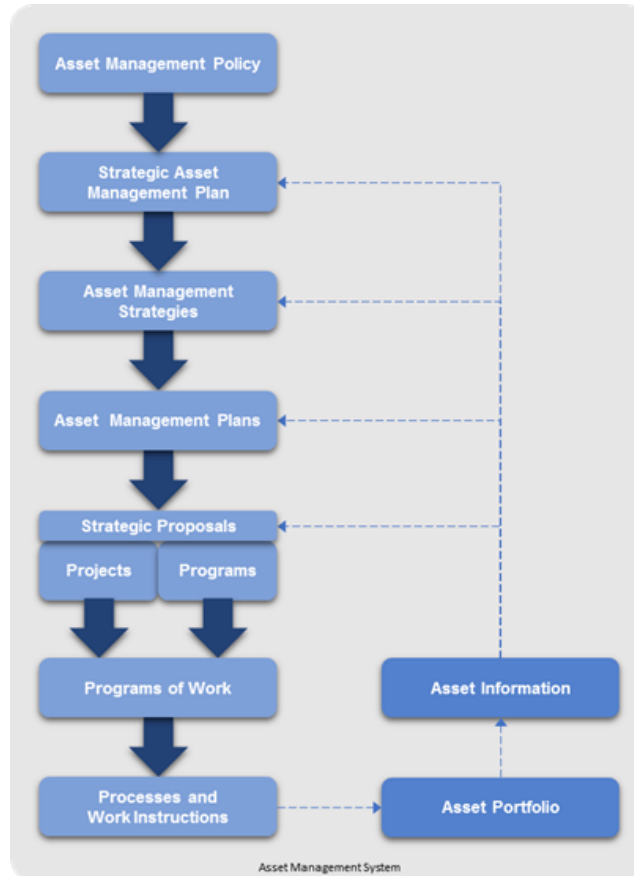 Asset Management Policy
Strategic Asset
Management Plan
Asset Management
Strategies
Asset Management Plans
Strategic Proposals
Projects
Programs
Programs of Work
Asset Information
Processes and
Work Instructions
Asset Portfolio
Asset Management System